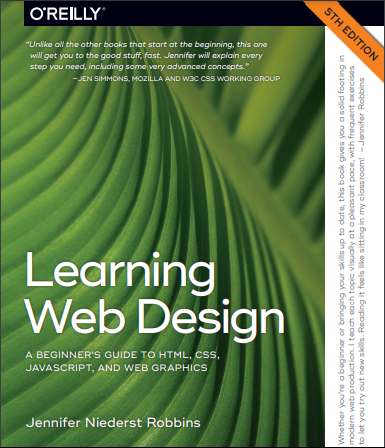 O'REILLY®
5TH EDITION
"Unlike all the other books that start at the beginning, this one
will get you to the good stuff, fast. Jennifer will explain every
step you need, including some very advanced concepts."
—JEN SIMMONS, MOZILLA AND W3C CSS WORKING GROUP
Learning
Web Design
A BEGINNER'S GUIDE TO HTML, CSS,
JAVASCRIPT, AND WEB GRAPHICS
Jennifer Niederst Robbins
Whether you're a beginner or bringing your skills up to date, this book gives you a solid footing in
modern web production. I teach each topic visually at a pleasant pace, with frequent exercises
to let you try out new skills. Reading it feels like sitting in my classroom! —Jennifer Robbins